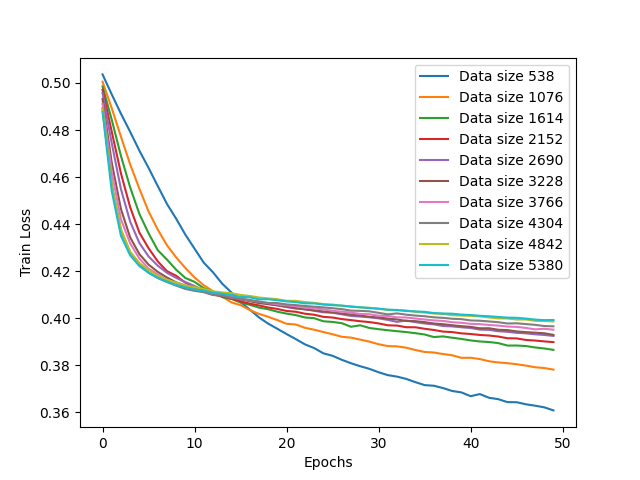 0.50
0.48
0.46
0.44
0.42
0.40
0.38
0.36
Train Loss
0
10
20
30
40
50
Epochs
Data size 538
Data size 1076
Data size 1614
Data size 2152
Data size 2690
Data size 3228
Data size 3766
Data size 4304
Data size 4842
Data size 5380